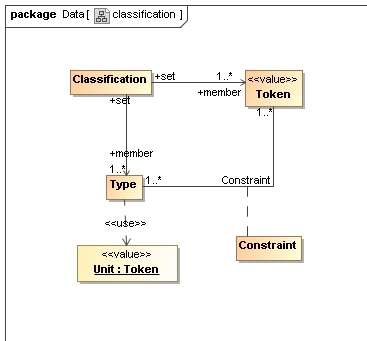 package Data[ classification ]
Classification
+set
1..*
<<value>>
Token
+member
+set
1..*
+member
1..*
Type
1..*
Constraint
<<use>>
Constraint
<<value>>
Unit : Token